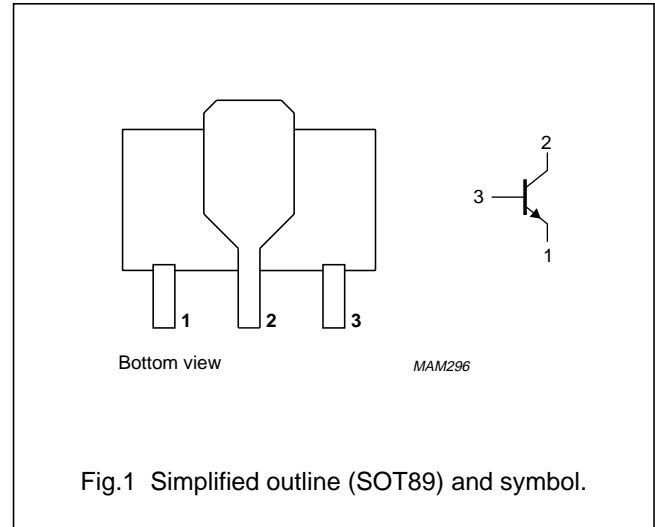 2
3
1
1 2 3
Bottom view
MAM296
Fig.1 Simplified outline (SOT89) and symbol.